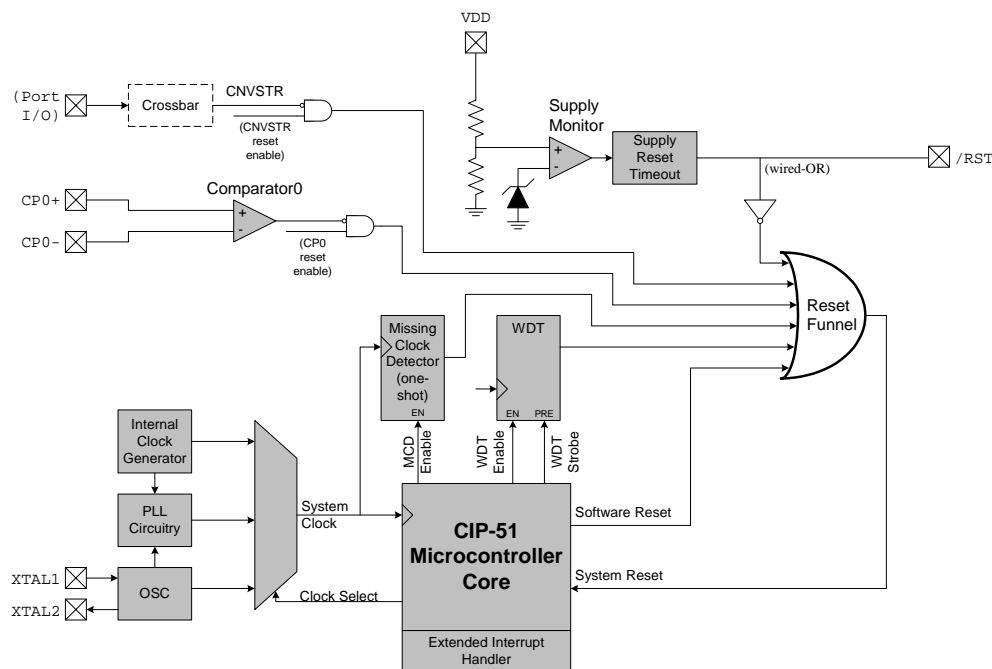 VDD
(Port
I/O)
Crossbar
CNVSTR
(CNVSTR
reset
enable)
Supply
Monitor
+
-
Supply
Reset
Timeout
(wired-OR)
/RST
CP0+
CP0-
Comparator0
+
-
(CP0
reset
enable)
Reset
Funnel
Missing
Clock
Detector
(one-
shot)
EN
WDT
EN
PRE
MCD
Enable
WDT
Enable
WDT
Strobe
Internal
Clock
Generator
PLL
Circuitry
OSC
XTAL1
XTAL2
System
Clock
Clock Select
CIP-51
Microcontroller
Core
Extended Interrupt
Handler
Software Reset
System Reset